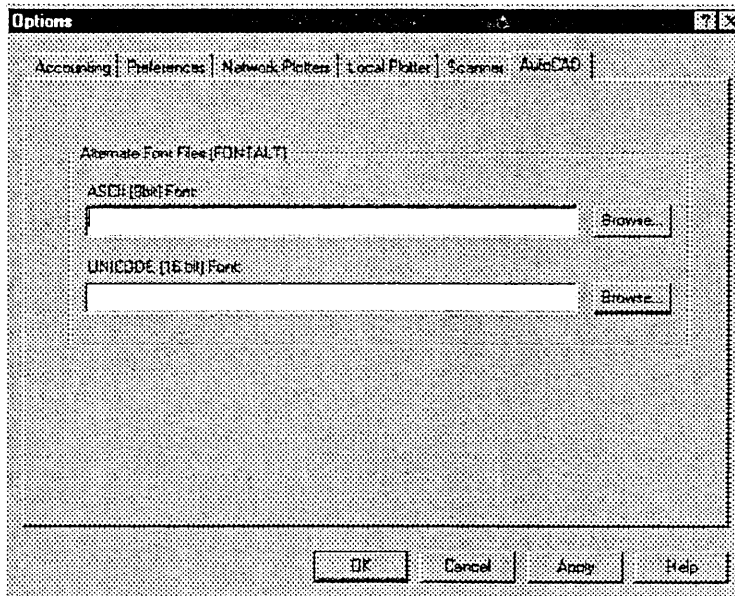 Options
Accounting Preferences Network Plotters Local Plotter Scanner AutoCAD
Alternate Font Files (FONTALT)
ASCII (8bit) Font:
Browse...
UNICODE (16 bit) Font:
Browse...
OK Cancel Apply Help